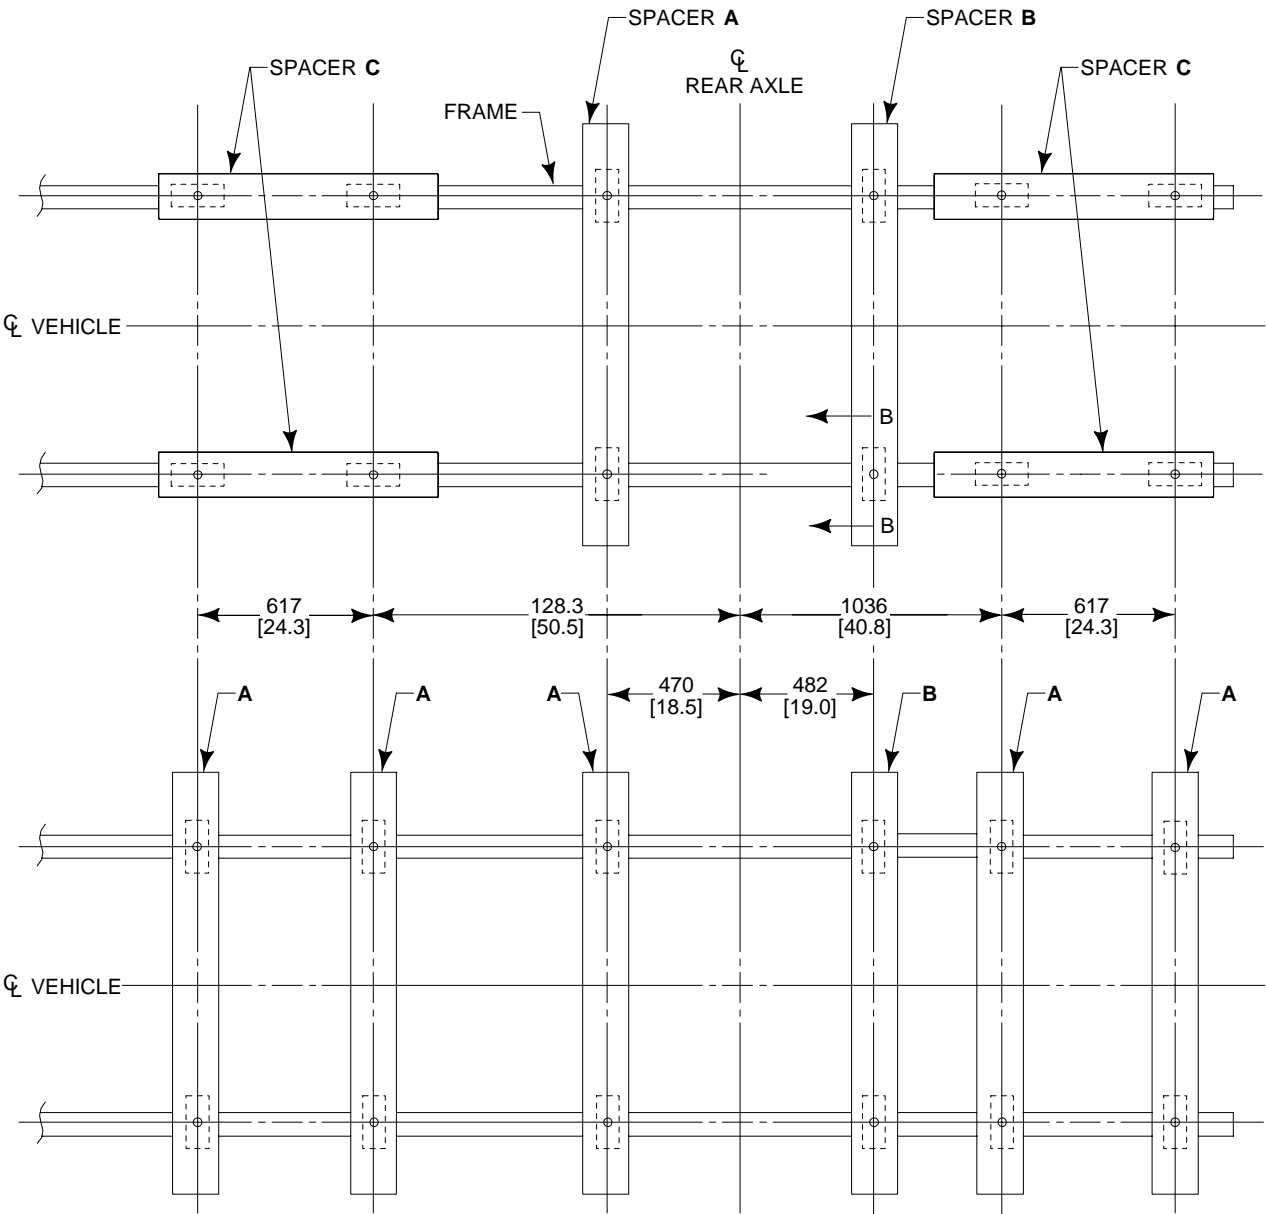 SPACER A
SPACER B
℄
REAR AXLE
SPACER C
SPACER C
FRAME
℄ VEHICLE
B
B
617
[24.3]
128.3
[50.5]
1036
[40.8]
617
[24.3]
A
A
A
470
[18.5]
482
[19.0]
B
A
A
℄ VEHICLE